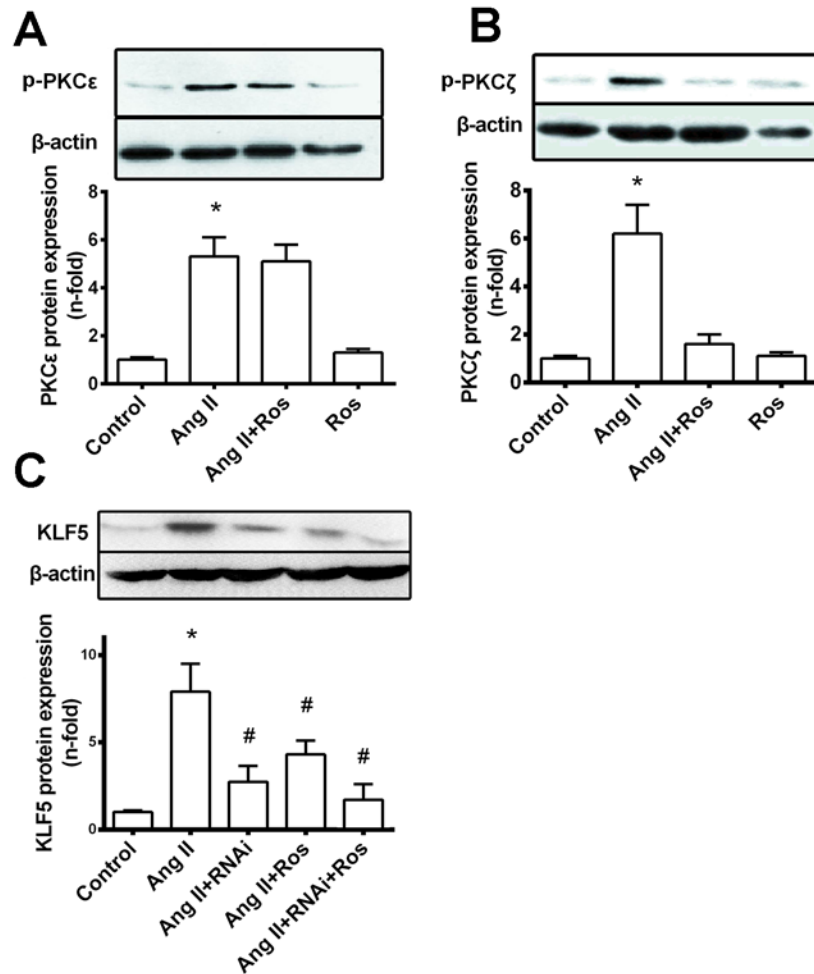 A
p-PKCε
β-actin
PKCε protein expression
(n-fold)
8
6
4
2
0
*
Control
Ang II
Ang II+Ros
Ros
B
p-PKCζ
β-actin
PKCζ protein expression
(n-fold)
8
6
4
2
0
*
Control
Ang II
Ang II+Ros
Ros
C
KLF5
β-actin
KLF5 protein expression
(n-fold)
10
5
0
*
#
#
#
Control
Ang II
Ang II+RNAi
Ang II+Ros
Ang II+RNAi+Ros